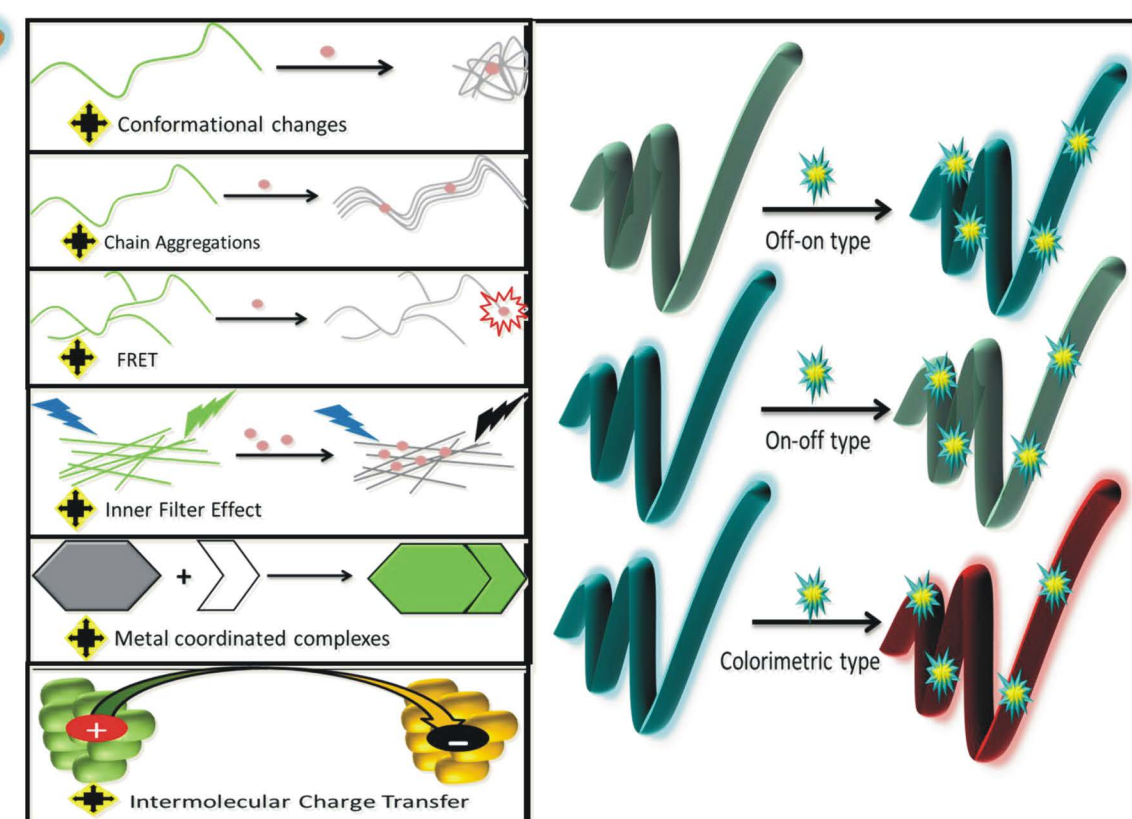 Conformational changes
Chain Aggregations
FRET
Inner Filter Effect
+
Metal coordinated complexes
+
−
Intermolecular Charge Transfer
Off-on type
On-off type
Colorimetric type